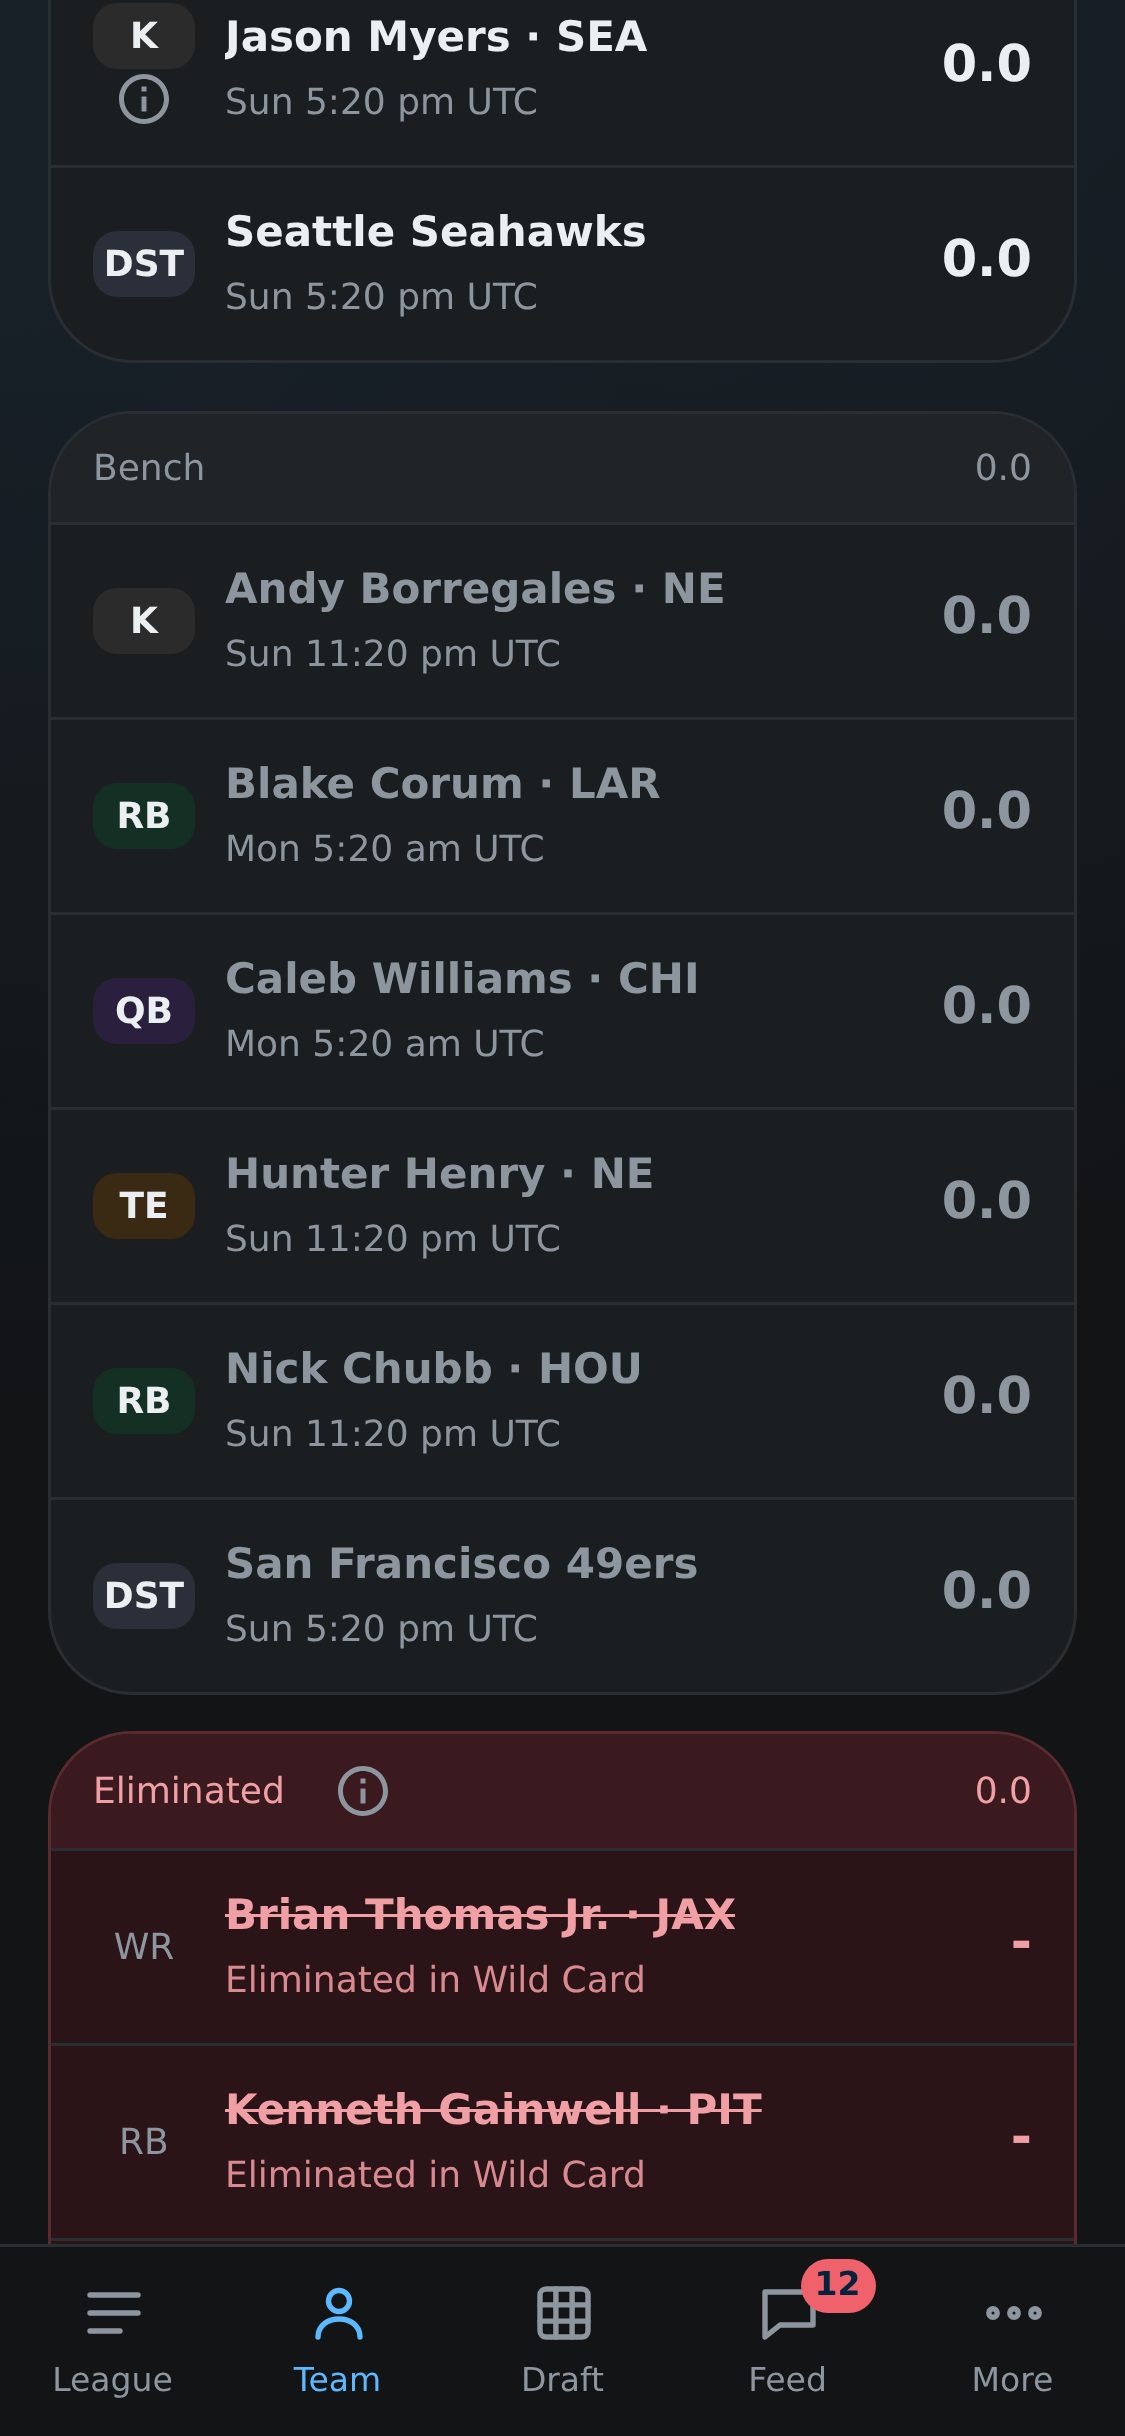 K
Jason Myers · SEA
0.0
Sun 5:20 pm UTC
DST
Seattle Seahawks
0.0
Sun 5:20 pm UTC
Bench
0.0
K
Andy Borregales · NE
0.0
Sun 11:20 pm UTC
RB
Blake Corum · LAR
0.0
Mon 5:20 am UTC
QB
Caleb Williams · CHI
0.0
Mon 5:20 am UTC
TE
Hunter Henry · NE
0.0
Sun 11:20 pm UTC
RB
Nick Chubb · HOU
0.0
Sun 11:20 pm UTC
DST
San Francisco 49ers
0.0
Sun 5:20 pm UTC
Eliminated
0.0
WR
Brian Thomas Jr. · JAX
-
Eliminated in Wild Card
RB
Kenneth Gainwell · PIT
-
Eliminated in Wild Card
12
League
Team
Draft
Feed
More